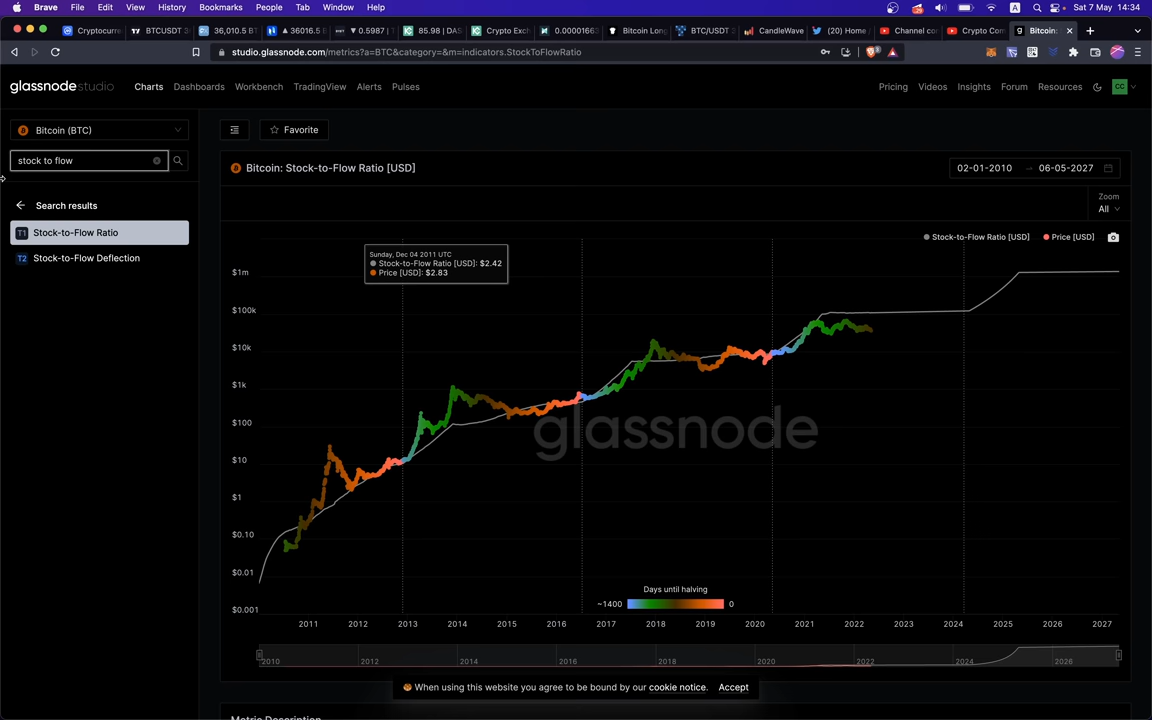 Brave File Edit View History Bookmarks People Tab Window Help A Sat 7 May 14:34
Cryptocurre BTCUSDT 36,010.5 B ▲ 36016.5 ▼ 0.5987 | 85.98 | DAS Crypto Exch 0.0000166 Bitcoin Long BTC/USDT CandleWave (20) Home Channel co Crypto Com Bitcoin:
studio.glassnode.com/metrics?a=BTC&category=&m=indicators.StockToFlowRatio
glassnode studio Charts Dashboards Workbench TradingView Alerts Pulses Pricing Videos Insights Forum Resources CC
Bitcoin (BTC)
Favorite
stock to flow
Bitcoin: Stock-to-Flow Ratio [USD] 02-01-2010 → 06-05-2027
Search results
Zoom
All
T1 Stock-to-Flow Ratio
T2 Stock-to-Flow Deflection
Stock-to-Flow Ratio [USD] Price [USD]
Sunday, Dec 04 2011 UTC
Stock-to-Flow Ratio [USD]: $2.42
Price [USD]: $2.83
$1m
$100k
$10k
$1k
$100
$10
$1
$0.10
$0.01
$0.001
glassnode
Days until halving
~1400 0
2011 2012 2013 2014 2015 2016 2017 2018 2019 2020 2021 2022 2023 2024 2025 2026 2027
2010 2012 2014 2016 2018 2020 2022 2024 2026
When using this website you agree to be bound by our cookie notice. Accept
Metric Description